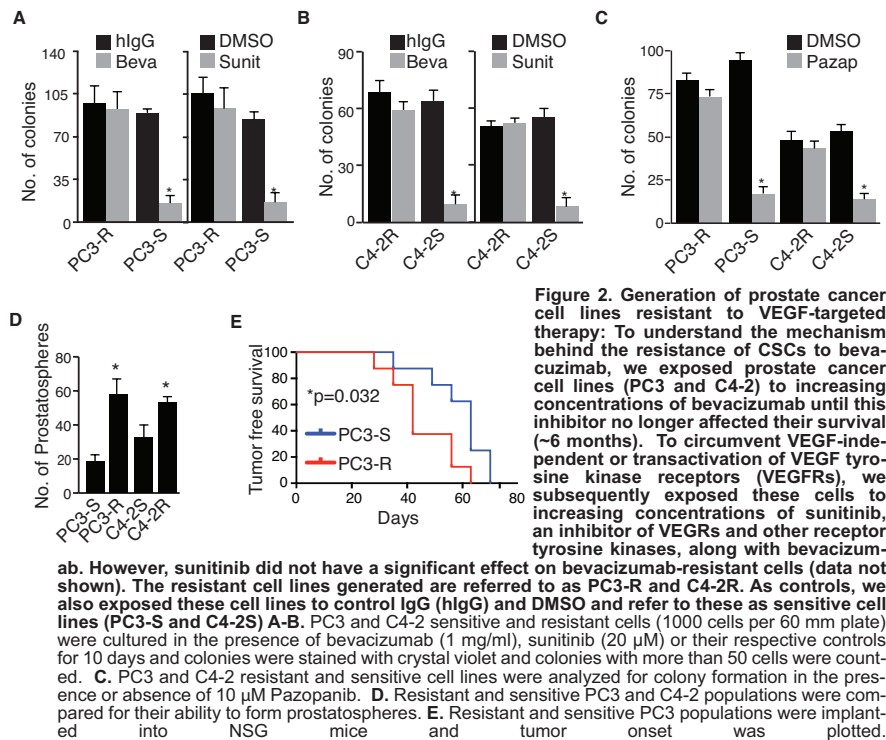 A
hIgG
Beva
DMSO
Sunit
No. of colonies
140
105
70
35
0
PC3-R
PC3-S
PC3-R
PC3-S
*
*
B
hIgG
Beva
DMSO
Sunit
No. of colonies
90
60
30
0
C4-2R
C4-2S
C4-2R
C4-2S
*
*
C
DMSO
Pazap
No. of colonies
100
75
50
25
0
PC3-R
PC3-S
C4-2R
C4-2S
*
*
D
No. of Prostatospheres
80
60
40
20
0
*
*
PC3-S
PC3-R
C4-2S
C4-2R
E
Tumor free survival
100
80
60
40
20
0
*p=0.032
PC3-S
PC3-R
0
20
40
60
80
Days
Figure 2. Generation of prostate cancer
cell lines resistant to VEGF-targeted
therapy: To understand the mechanism
behind the resistance of CSCs to beva-
cuzimab, we exposed prostate cancer
cell lines (PC3 and C4-2) to increasing
concentrations of bevacizumab until this
inhibitor no longer affected their survival
(~6 months). To circumvent VEGF-inde-
pendent or transactivation of VEGF tyro-
sine kinase receptors (VEGFRs), we
subsequently exposed these cells to
increasing concentrations of sunitinib,
an inhibitor of VEGRs and other receptor
tyrosine kinases, along with bevacizum-
ab. However, sunitinib did not have a significant effect on bevacizumab-resistant cells (data not
shown). The resistant cell lines generated are referred to as PC3-R and C4-2R. As controls, we
also exposed these cell lines to control IgG (hIgG) and DMSO and refer to these as sensitive cell
lines (PC3-S and C4-2S) A-B. PC3 and C4-2 sensitive and resistant cells (1000 cells per 60 mm plate)
were cultured in the presence of bevacizumab (1 mg/ml), sunitinib (20 µM) or their respective controls
for 10 days and colonies were stained with crystal violet and colonies with more than 50 cells were count-
ed. C. PC3 and C4-2 resistant and sensitive cell lines were analyzed for colony formation in the pres-
ence or absence of 10 µM Pazopanib. D. Resistant and sensitive PC3 and C4-2 populations were com-
pared for their ability to form prostatospheres. E. Resistant and sensitive PC3 populations were implant-
ed into NSG mice and tumor onset was plotted.